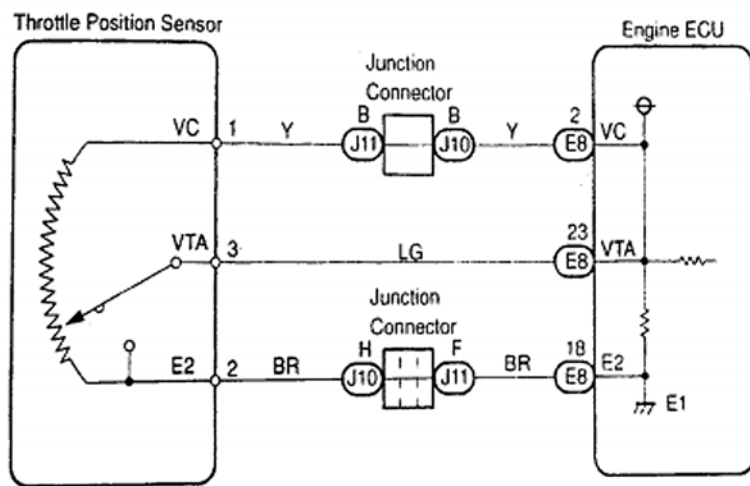 Throttle Position Sensor
Engine ECU
Junction
Connector
VC 1 Y B J11 B J10 Y 2 E8 VC
VTA 3 LG 23 E8 VTA
Junction
Connector
E2 2 BR H J10 F J11 BR 18 E8 E2
E1